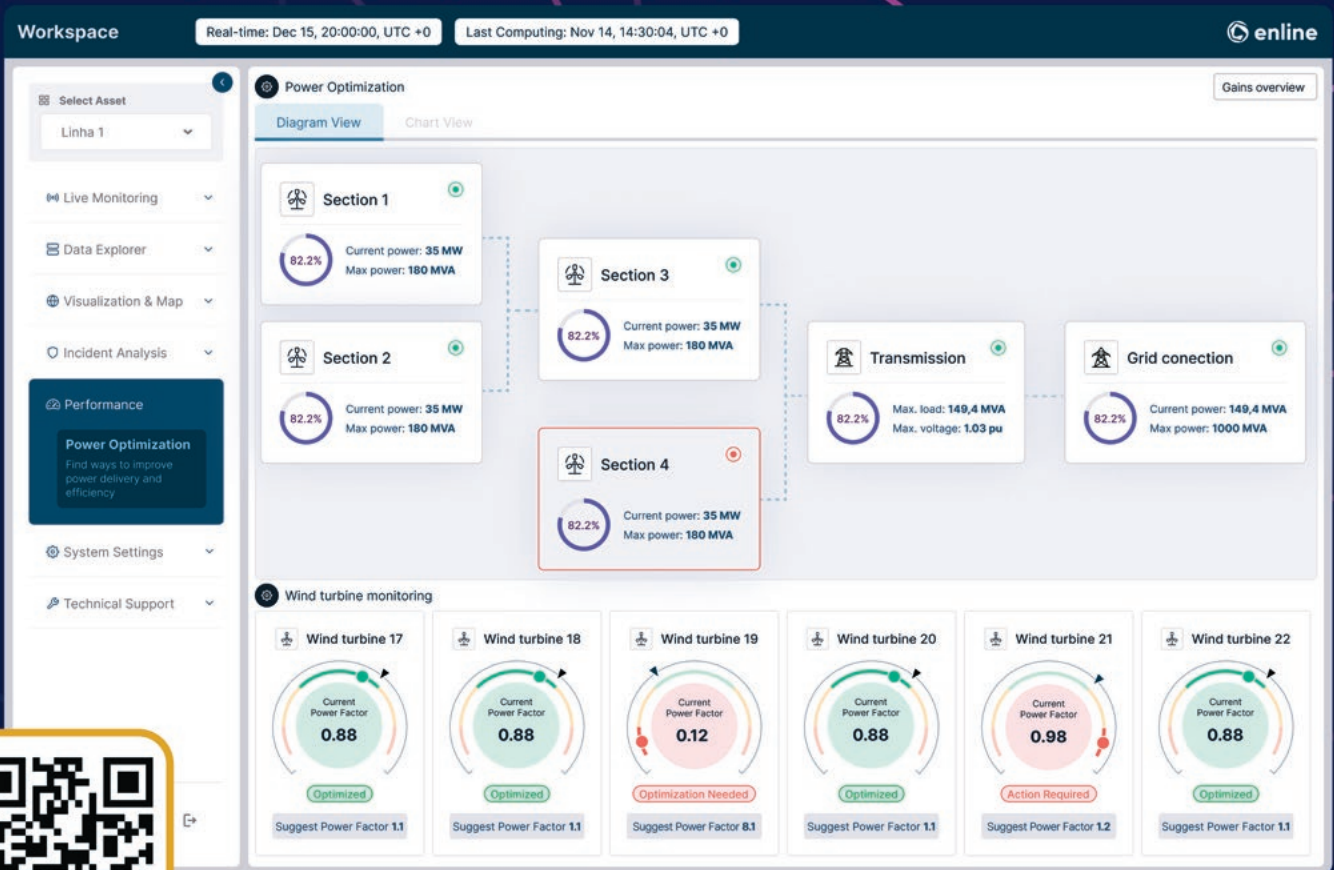 Workspace
Real-time: Dec 15, 20:00:00, UTC +0
Last Computing: Nov 14, 14:30:04, UTC +0
enline
Select Asset
Linha 1
Live Monitoring
Data Explorer
Visualization & Map
Incident Analysis
Performance
Power Optimization
Find ways to improve
power delivery and
efficiency
System Settings
Technical Support
Power Optimization
Gains overview
Diagram View
Chart View
Section 1
82.2%
Current power: 35 MW
Max power: 180 MVA
Section 2
82.2%
Current power: 35 MW
Max power: 180 MVA
Section 3
82.2%
Current power: 35 MW
Max power: 180 MVA
Section 4
82.2%
Current power: 35 MW
Max power: 180 MVA
Transmission
82.2%
Max. load: 149,4 MVA
Max. voltage: 1.03 pu
Grid conection
82.2%
Current power: 149,4 MVA
Max power: 1000 MVA
Wind turbine monitoring
Wind turbine 17
Current
Power Factor
0.88
Optimized
Suggest Power Factor 1.1
Wind turbine 18
Current
Power Factor
0.88
Optimized
Suggest Power Factor 1.1
Wind turbine 19
Current
Power Factor
0.12
Optimization Needed
Suggest Power Factor 8.1
Wind turbine 20
Current
Power Factor
0.88
Optimized
Suggest Power Factor 1.1
Wind turbine 21
Current
Power Factor
0.98
Action Required
Suggest Power Factor 1.2
Wind turbine 22
Current
Power Factor
0.88
Optimized
Suggest Power Factor 1.1